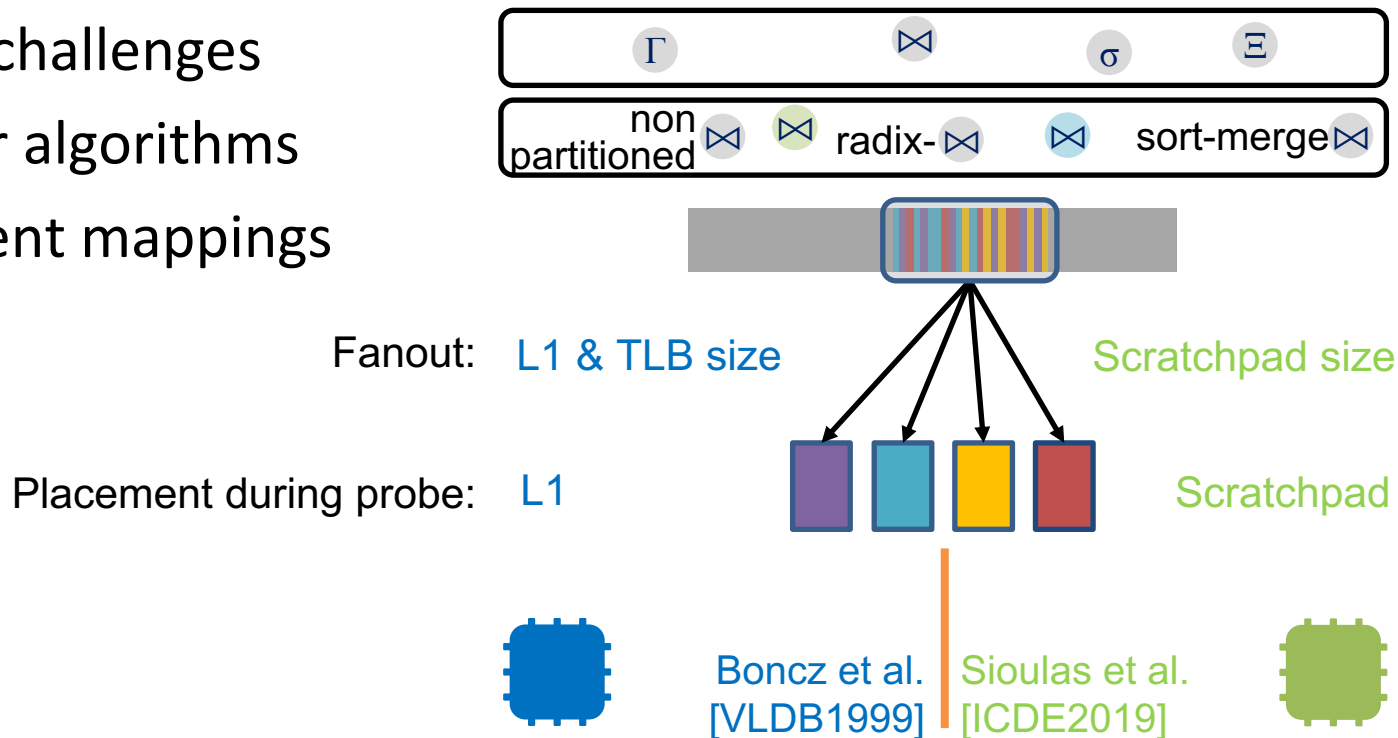 challenges
r algorithms
ent mappings
Γ ⋈ σ Ξ
non
partitioned ⋈ ⋈ radix-⋈ ⋈ sort-merge⋈
Fanout: L1 & TLB size Scratchpad size
Placement during probe: L1 Scratchpad
Boncz et al. Sioulas et al.
[VLDB1999] [ICDE2019]